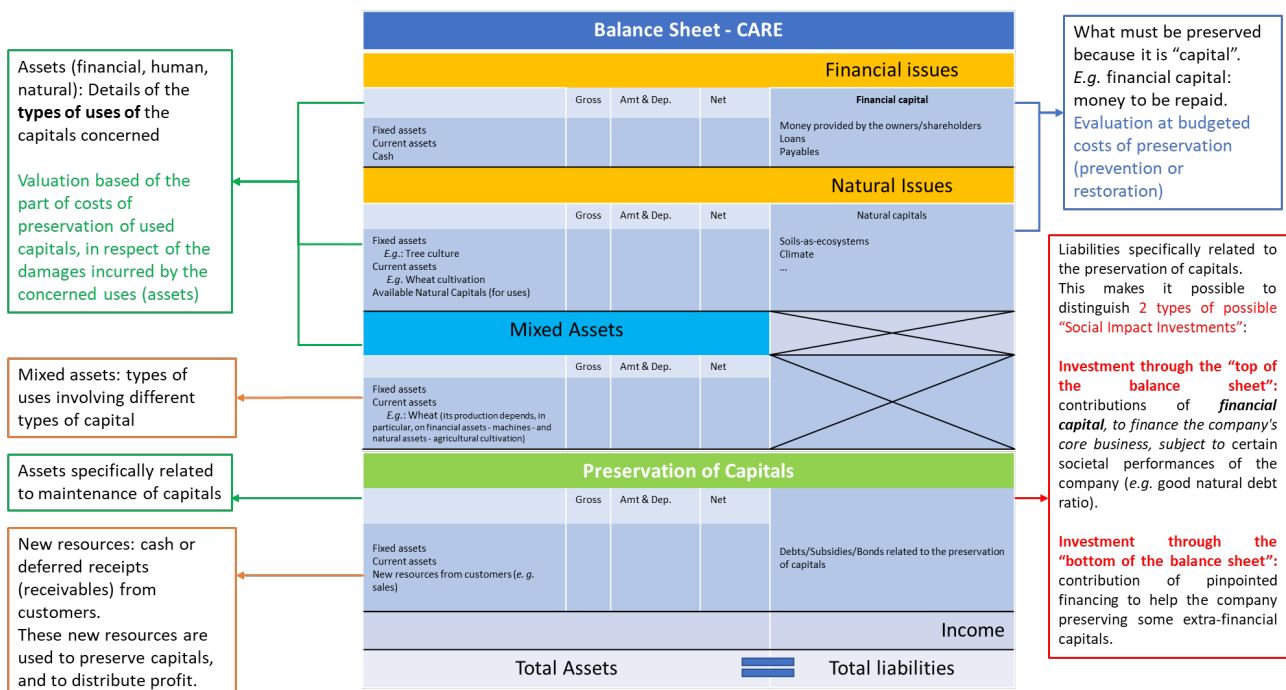 Balance Sheet - CARE
Assets (financial, human,
natural): Details of the
types of uses of the
capitals concerned
Valuation based of the
part of costs of
preservation of used
capitals, in respect of the
damages incurred by the
concerned uses (assets)
Mixed assets: types of
uses involving different
types of capital
Assets specifically related
to maintenance of capitals
New resources: cash or
deferred receipts
(receivables) from
customers.
These new resources are
used to preserve capitals,
and to distribute profit.
Financial issues
Gross Amt & Dep. Net Financial capital
Fixed assets
Current assets
Cash
Money provided by the owners/shareholders
Loans
Payables
Natural Issues
Gross Amt & Dep. Net Natural capitals
Fixed assets
E.g.: Tree culture
Current assets
E.g. Wheat cultivation
Available Natural Capitals (for uses)
Soils-as-ecosystems
Climate
...
Mixed Assets
Gross Amt & Dep. Net
Fixed assets
Current assets
E.g.: Wheat (its production depends, in
particular, on financial assets - machines - and
natural assets - agricultural cultivation)
Preservation of Capitals
Gross Amt & Dep. Net
Fixed assets
Current assets
New resources from customers (e. g.
sales)
Debts/Subsidies/Bonds related to the preservation
of capitals
Income
Total Assets = Total liabilities
What must be preserved
because it is “capital”.
E.g. financial capital:
money to be repaid.
Evaluation at budgeted
costs of preservation
(prevention or
restoration)
Liabilities specifically related to
the preservation of capitals.
This makes it possible to
distinguish 2 types of possible
“Social Impact Investments”:
Investment through the “top of
the balance sheet”:
contributions of financial
capital, to finance the company's
core business, subject to certain
societal performances of the
company (e.g. good natural debt
ratio).
Investment through the
“bottom of the balance sheet”:
contribution of pinpointed
financing to help the company
preserving some extra-financial
capitals.